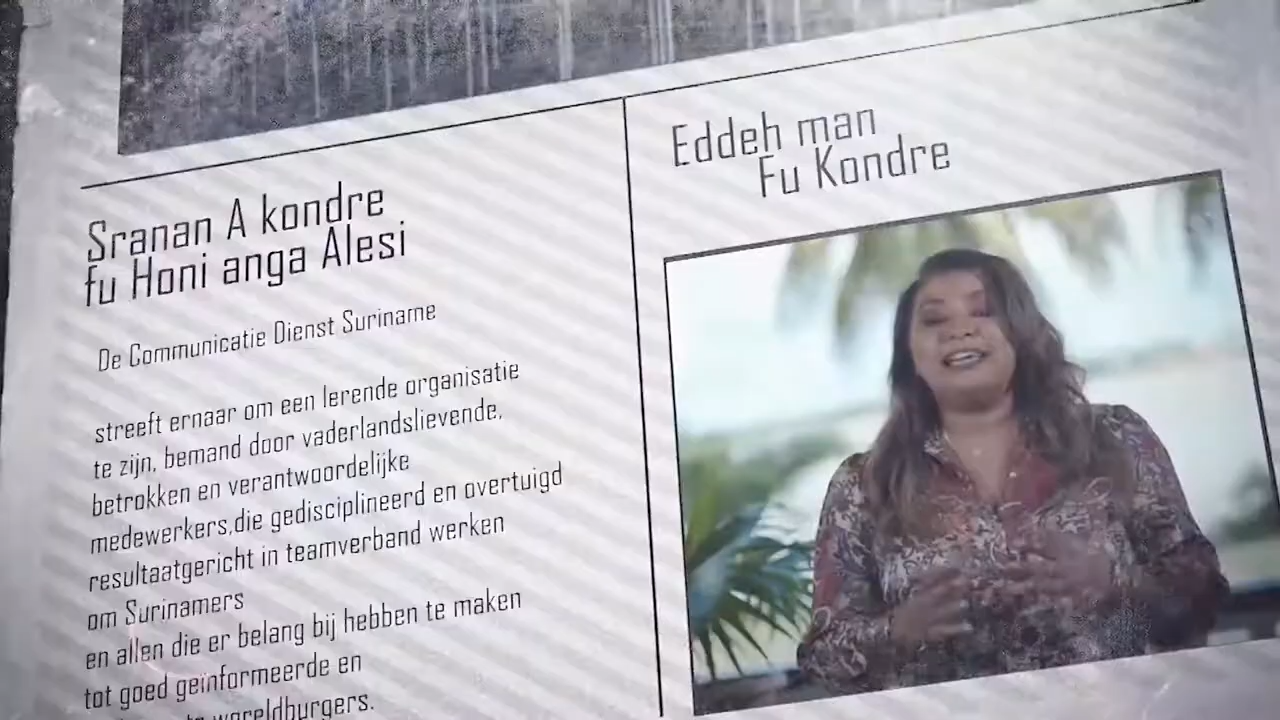 Sranan A kondre
fu Honi anga Alesi
De Communicatie Dienst Suriname
streeft ernaar om een lerende organisatie
te zijn, bemand door vaderlandslievende,
betrokken en verantwoordelijke
medewerkers,die gedisciplineerd en overtuigd
resultaatgericht in teamverband werken
om Surinamers
en allen die er belang bij hebben te maken
tot goed geïnformeerde en
wereldburgers.
Eddeh man
Fu Kondre